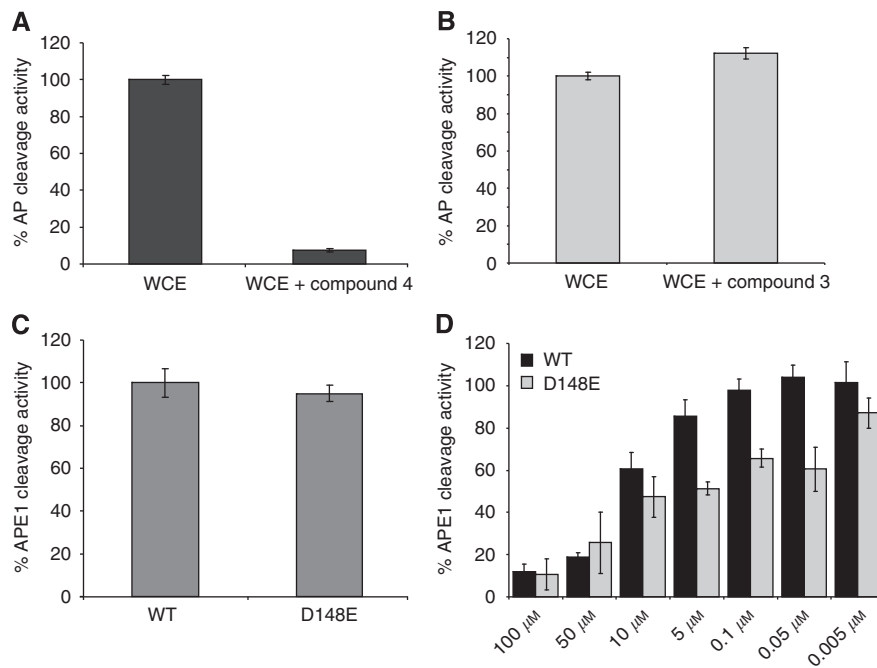 A
120
100
80
60
40
20
0
% AP cleavage activity
WCE
WCE + compound 4
B
120
100
80
60
40
20
0
% AP cleavage activity
WCE
WCE + compound 3
C
120
100
80
60
40
20
0
% APE1 cleavage activity
WT
D148E
D
120
100
80
60
40
20
0
% APE1 cleavage activity
WT
D148E
100 μM
50 μM
10 μM
5 μM
0.1 μM
0.05 μM
0.005 μM